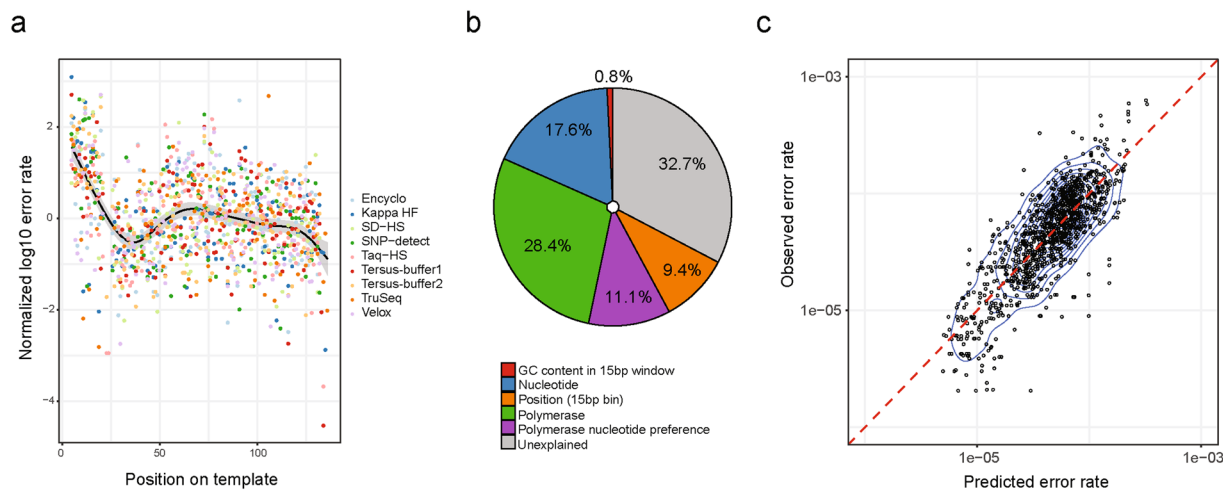 a
Normalized log10 error rate
2
0
−2
−4
0
50
100
Position on template
Encyclo
Kappa HF
SD−HS
SNP−detect
Taq−HS
Tersus−buffer1
Tersus−buffer2
TruSeq
Velox
b
0.8%
17.6%
32.7%
28.4%
9.4%
11.1%
GC content in 15bp window
Nucleotide
Position (15bp bin)
Polymerase
Polymerase nucleotide preference
Unexplained
c
Observed error rate
1e−03
1e−05
1e−05
1e−03
Predicted error rate